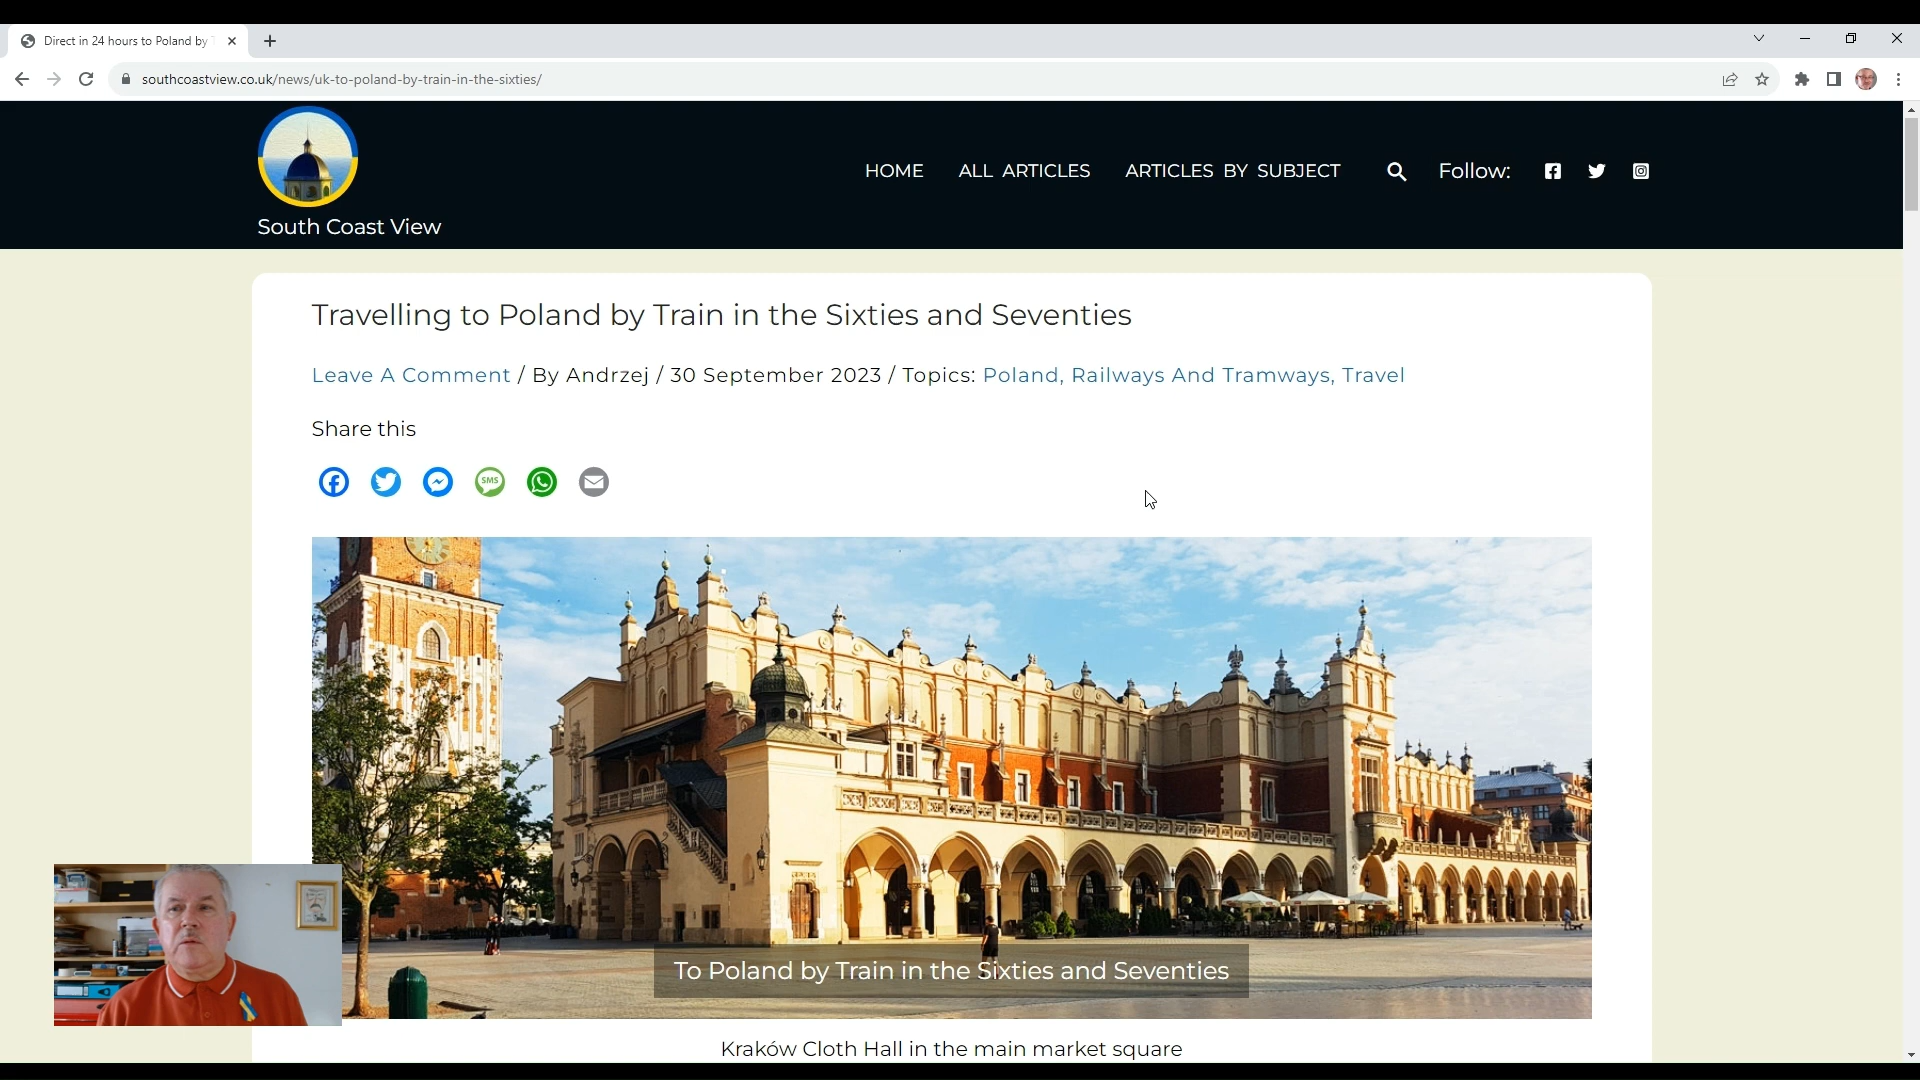 Direct in 24 hours to Poland by
southcoastview.co.uk/news/uk-to-poland-by-train-in-the-sixties/
South Coast View
HOME ALL ARTICLES ARTICLES BY SUBJECT Follow:
Travelling to Poland by Train in the Sixties and Seventies
Leave A Comment / By Andrzej / 30 September 2023 / Topics: Poland, Railways And Tramways, Travel
Share this
SMS
To Poland by Train in the Sixties and Seventies
Kraków Cloth Hall in the main market square